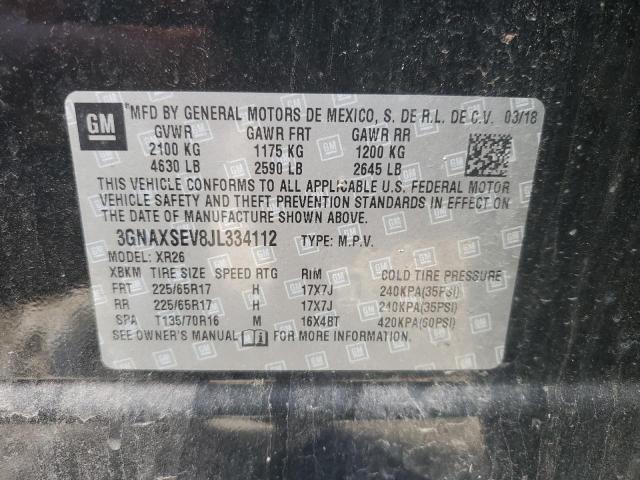 GM
MFD BY GENERAL MOTORS DE MEXICO, S. DE R.L. DE C.V. 03/18
GVWR GAWR FRT GAWR RR
2100 KG 1175 KG 1200 KG
4630 LB 2590 LB 2645 LB
THIS VEHICLE CONFORMS TO ALL APPLICABLE U.S. FEDERAL MOTOR
VEHICLE SAFETY AND THEFT PREVENTION STANDARDS IN EFFECT ON
THE DATE OF MANUFACTURE SHOWN ABOVE.
3GNAXSEV8JL334112 TYPE: M.P.V.
MODEL: XR26
XBKM TIRE SIZE SPEED RTG RIM COLD TIRE PRESSURE
FRT 225/65R17 H 17X7J 240KPA(35PSI)
RR 225/65R17 H 17X7J 240KPA(35PSI)
SPA T135/70R16 M 16X4BT 420KPA(60PSI)
SEE OWNER'S MANUAL FOR MORE INFORMATION